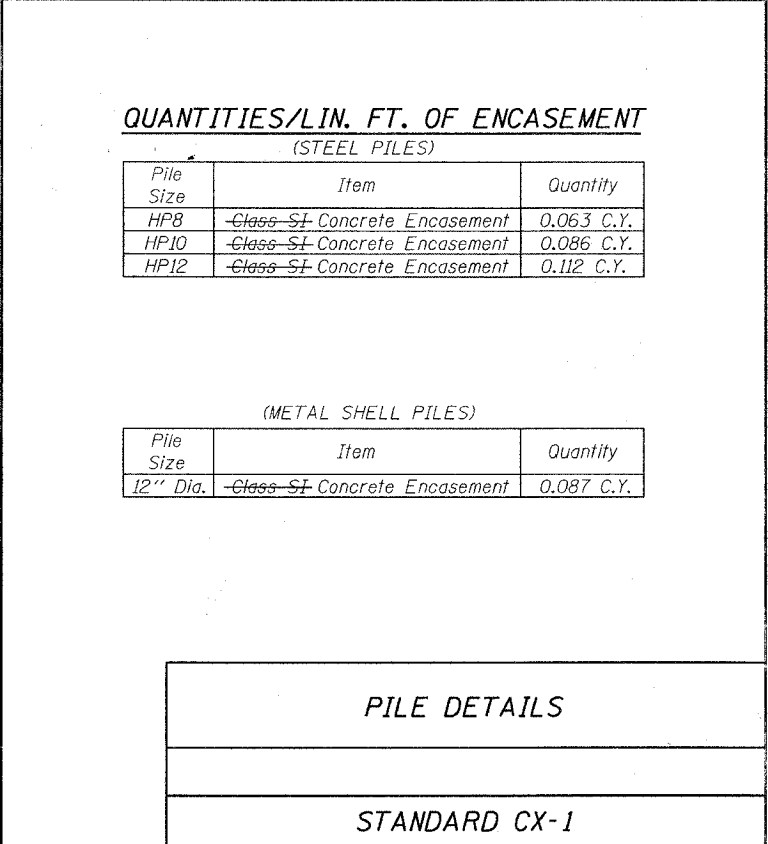 QUANTITIES/LIN. FT. OF ENCASEMENT
(STEEL PILES)
Pile Size Item Quantity
HP8 Class SI Concrete Encasement 0.063 C.Y.
HP10 Class SI Concrete Encasement 0.086 C.Y.
HP12 Class SI Concrete Encasement 0.112 C.Y.
(METAL SHELL PILES)
Pile Size Item Quantity
12" Dia. Class SI Concrete Encasement 0.087 C.Y.
PILE DETAILS
STANDARD CX-1